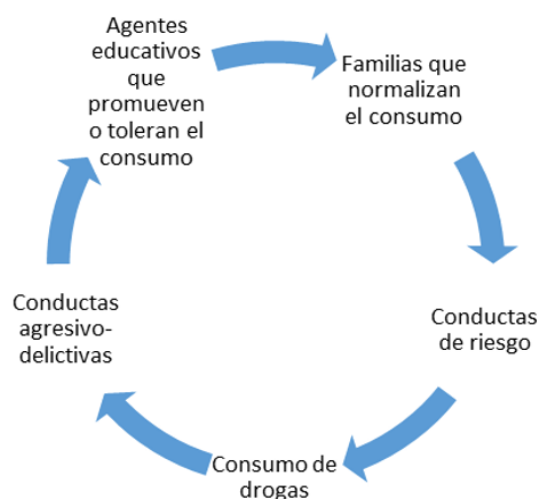 Agentes
educativos
que
promueven
o toleran el
consumo
Familias que
normalizan
el consumo
Conductas
de riesgo
Consumo de
drogas
Conductas
agresivo-
delictivas